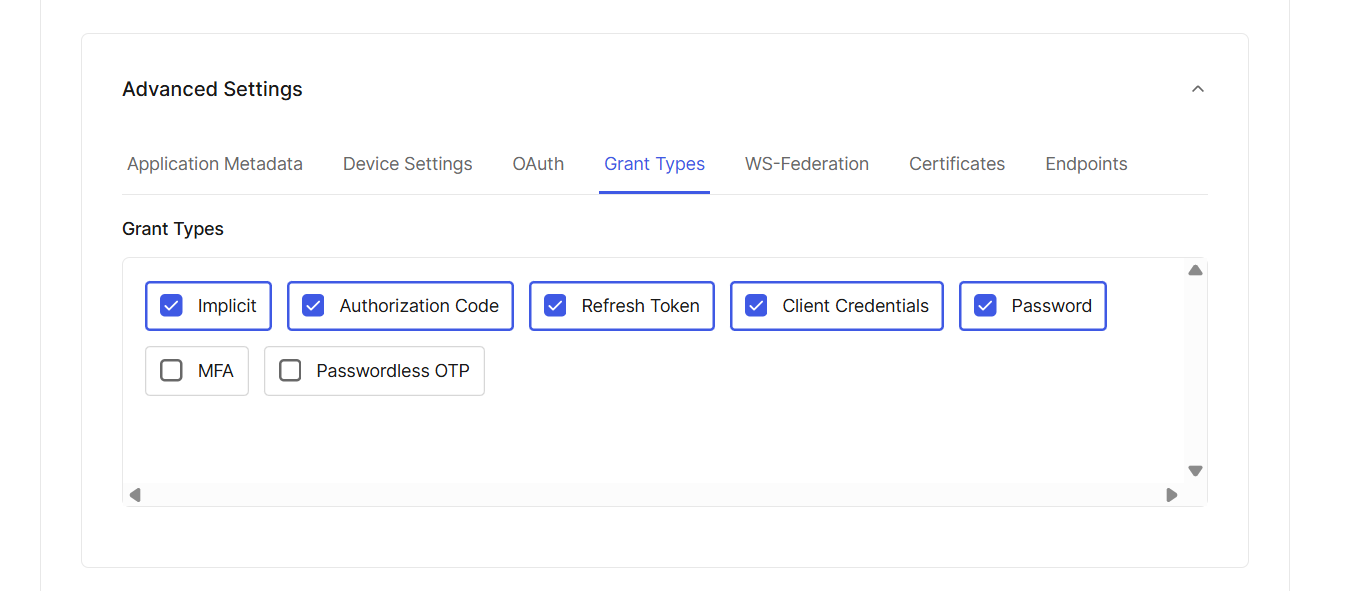 Advanced Settings
Application Metadata Device Settings OAuth Grant Types WS-Federation Certificates Endpoints
Grant Types
Implicit Authorization Code Refresh Token Client Credentials Password
MFA Passwordless OTP